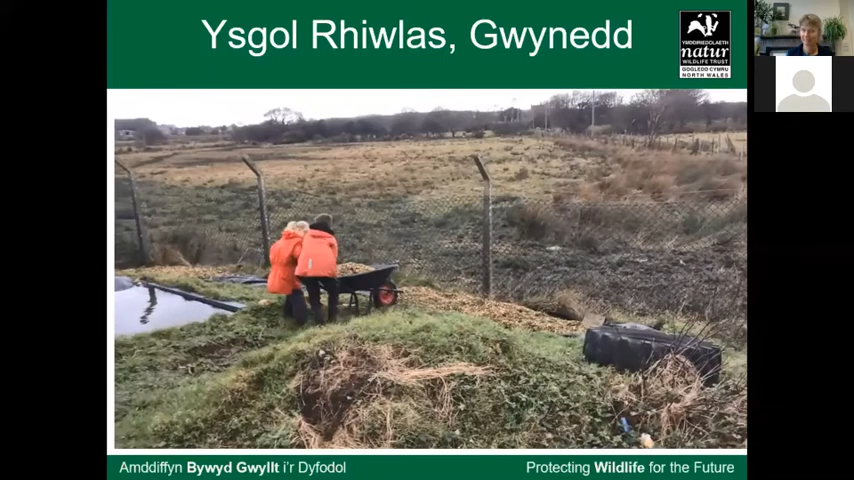 Ysgol Rhiwlas, Gwynedd
YMDDIRIEDOLAETH
natur
WILDLIFE TRUST
GOGLEDD CYMRU
NORTH WALES
Amddiffyn Bywyd Gwyllt i'r Dyfodol
Protecting Wildlife for the Future